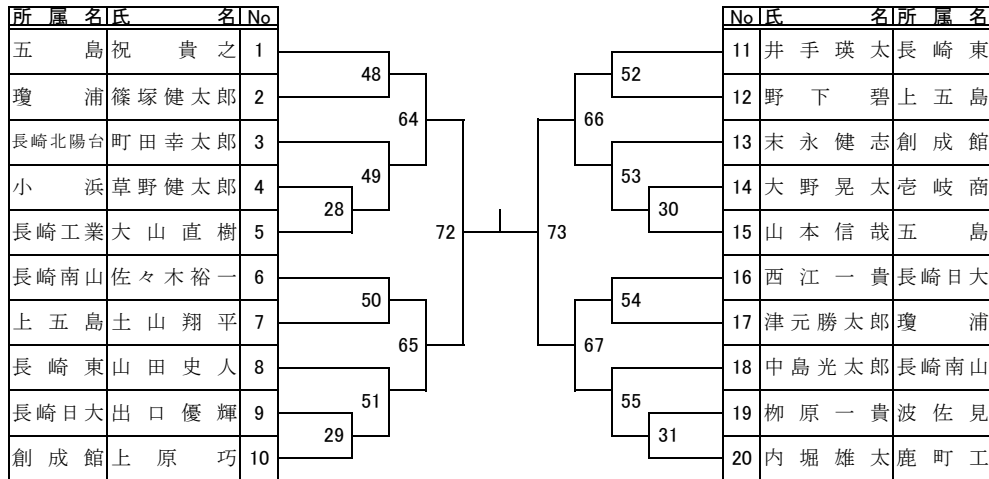 所属名 氏名 No No 氏名 所属名
五島 祝貴之 1 11 井手瑛太 長崎東
48 52
瓊浦 篠塚健太郎 2 12 野下碧 上五島
64 66
長崎北陽台 町田幸太郎 3 13 末永健志 創成館
49 53
小浜 草野健太郎 4 14 大野晃太 壱岐商
28 30
長崎工業 大山直樹 5 72 73 15 山本信哉 五島
長崎南山 佐々木裕一 6 16 西江一貴 長崎日大
50 54
上五島 土山翔平 7 17 津元勝太郎 瓊浦
65 67
長崎東 山田史人 8 18 中島光太郎 長崎南山
51 55
長崎日大 出口優輝 9 19 栁原一貴 波佐見
29 31
創成館 上原巧 10 20 内堀雄太 鹿町工